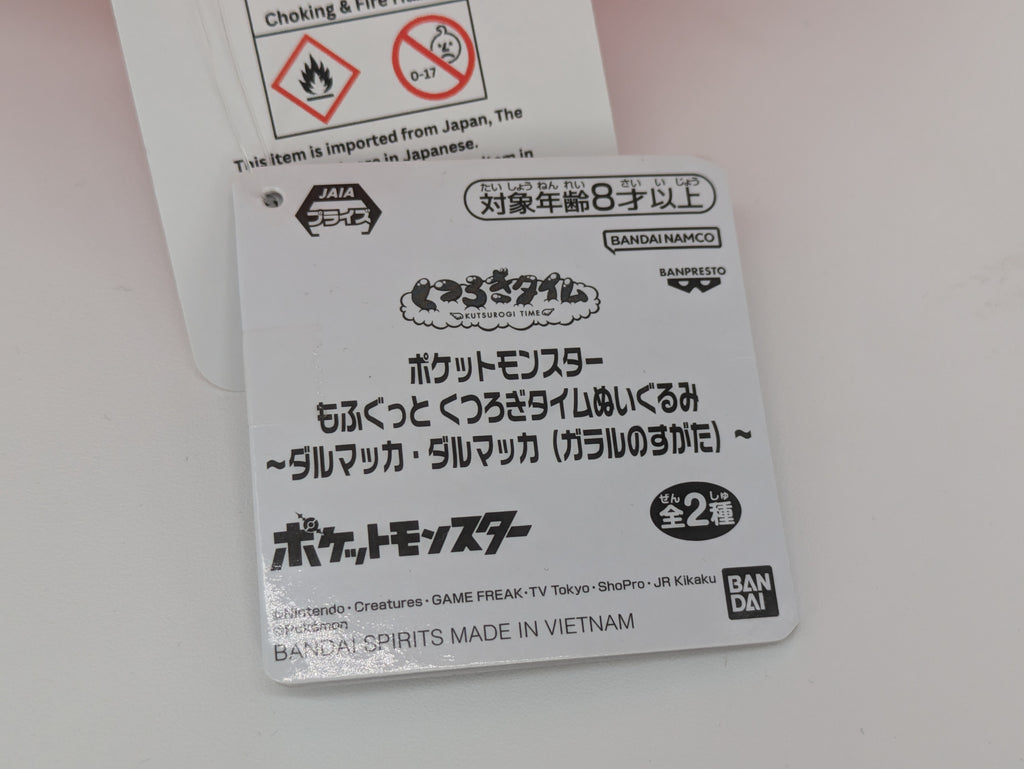 Choking & Fire
0-17
This item is imported from Japan, The
are in Japanese.
item in
JAIA
プライズ
たい しょう ねん れい さい い じょう
対象年齢8才以上
BANDAI NAMCO
BANPRESTO
くつろぎタイム
KUTSUROGI TIME
ポケットモンスター
もふぐっと くつろぎタイムぬいぐるみ
~ダルマッカ・ダルマッカ（ガラルのすがた）~
ぜん しゅ
全2種
ポケットモンスター
©Nintendo・Creatures・GAME FREAK・TV Tokyo・ShoPro・JR Kikaku
©Pokémon
BANDAI SPIRITS MADE IN VIETNAM
BAN
DAI